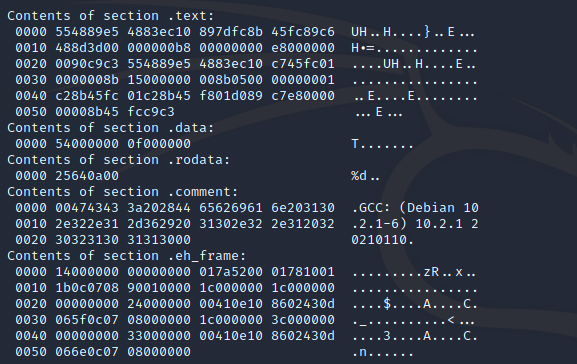 Contents of section .text:
 0000 554889e5 4883ec10 897dfc8b 45fc89c6  UH..H....}..E...
 0010 488d3d00 000000b8 00000000 e8000000  H.=.............
 0020 0090c9c3 554889e5 4883ec10 c745fc01  ....UH..H....E..
 0030 0000008b 15000000 008b0500 00000001  ................
 0040 c28b45fc 01c28b45 f801d089 c7e80000  ..E....E........
 0050 00008b45 fcc9c3                      ...E...
Contents of section .data:
 0000 54000000 0f000000                    T.......
Contents of section .rodata:
 0000 25640a00                             %d..
Contents of section .comment:
 0000 00474343 3a202844 65626961 6e203130  .GCC: (Debian 10
 0010 2e322e31 2d362920 31302e32 2e312032  .2.1-6) 10.2.1 2
 0020 30323130 31313000                    0210110.
Contents of section .eh_frame:
 0000 14000000 00000000 017a5200 01781001  .........zR..x..
 0010 1b0c0708 90010000 1c000000 1c000000  ................
 0020 00000000 24000000 00410e10 8602430d  ....$....A....C.
 0030 065f0c07 08000000 1c000000 3c000000  ._..........<...
 0040 00000000 33000000 00410e10 8602430d  ....3....A....C.
 0050 066e0c07 08000000                    .n......